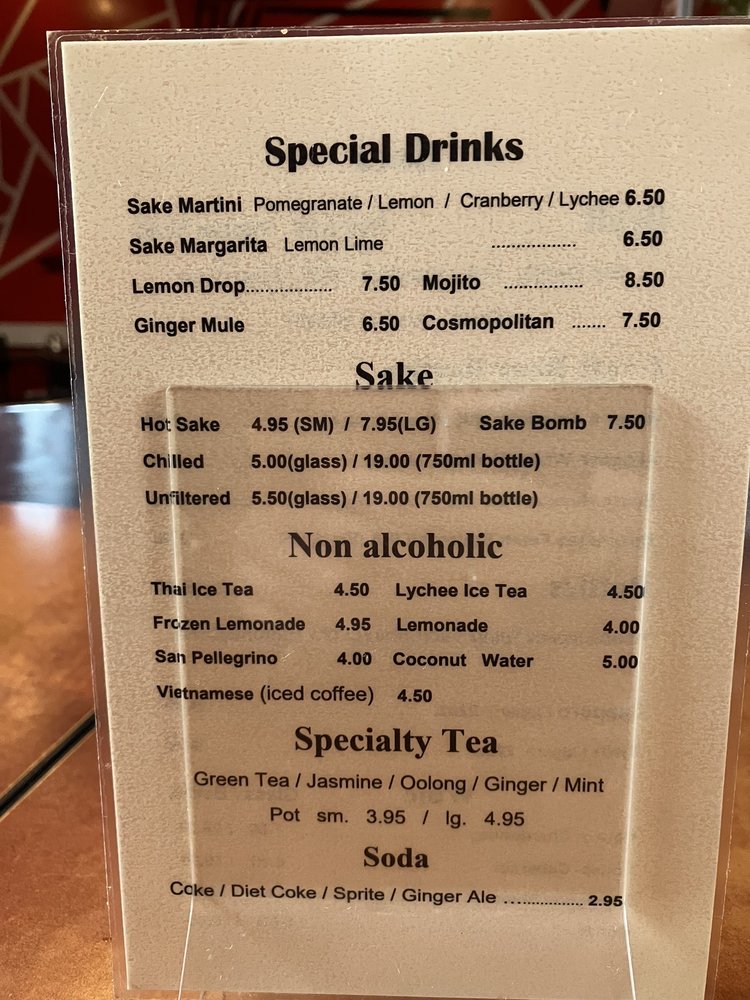 Special Drinks
Sake Martini Pomegranate / Lemon / Cranberry / Lychee 6.50
Sake Margarita Lemon Lime ................. 6.50
Lemon Drop................. 7.50 Mojito ................ 8.50
Ginger Mule 6.50 Cosmopolitan ....... 7.50
Sake
Hot Sake 4.95 (SM) / 7.95(LG) Sake Bomb 7.50
Chilled 5.00(glass) / 19.00 (750ml bottle)
Unfiltered 5.50(glass) / 19.00 (750ml bottle)
Non alcoholic
Thai Ice Tea 4.50 Lychee Ice Tea 4.50
Frozen Lemonade 4.95 Lemonade 4.00
San Pellegrino 4.00 Coconut Water 5.00
Vietnamese (iced coffee) 4.50
Specialty Tea
Green Tea / Jasmine / Oolong / Ginger / Mint
Pot sm. 3.95 / lg. 4.95
Soda
Coke / Diet Coke / Sprite / Ginger Ale ................ 2.95